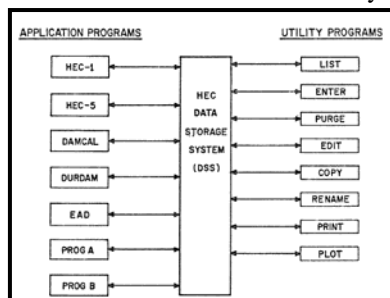 APPLICATION PROGRAMS
UTILITY PROGRAMS
HEC-1
HEC-5
DAMCAL
DURDAM
EAD
PROG A
PROG B
HEC
DATA
STORAGE
SYSTEM
(DSS)
LIST
ENTER
PURGE
EDIT
COPY
RENAME
PRINT
PLOT